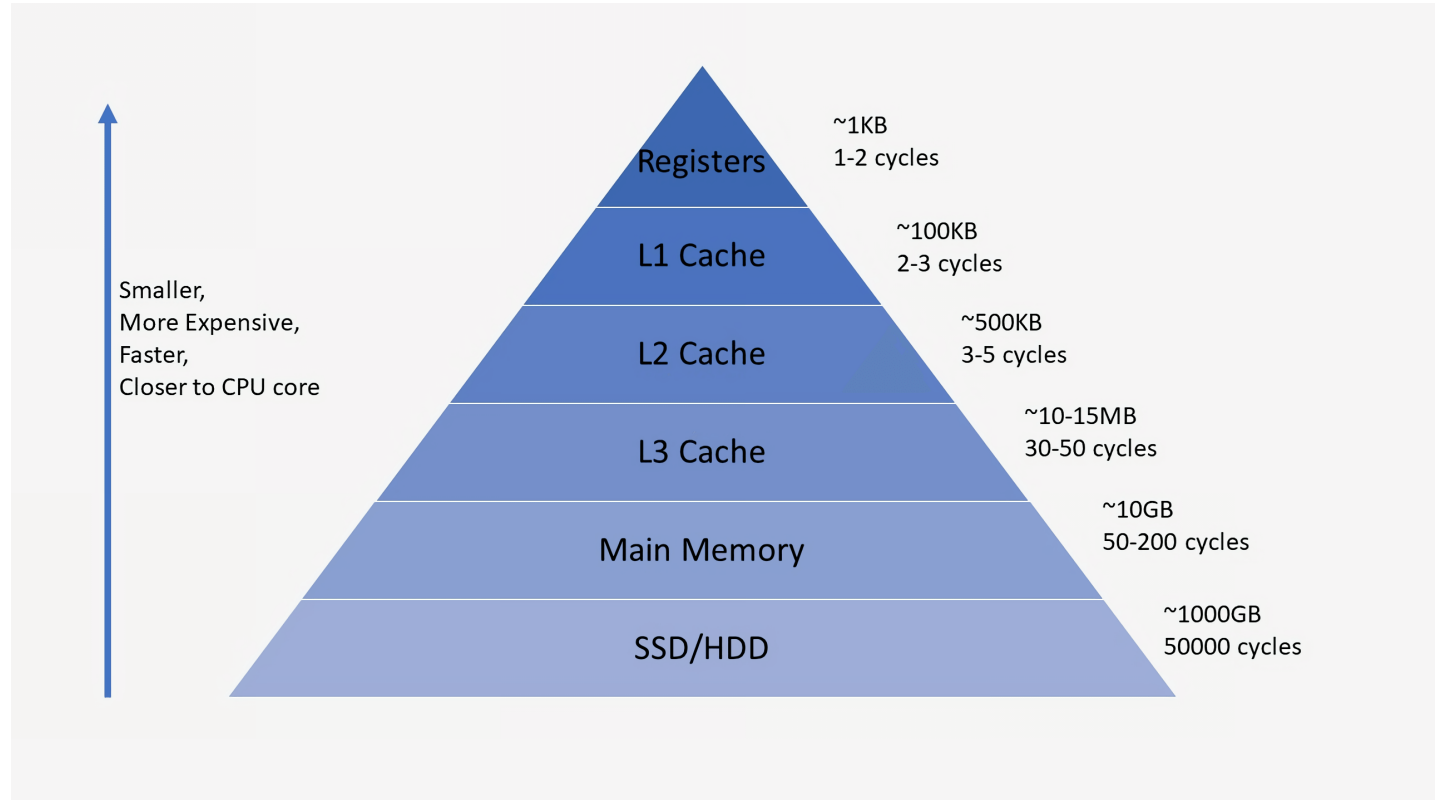 Registers
~1KB
1-2 cycles
L1 Cache
~100KB
2-3 cycles
Smaller,
More Expensive,
Faster,
Closer to CPU core
L2 Cache
~500KB
3-5 cycles
L3 Cache
~10-15MB
30-50 cycles
Main Memory
~10GB
50-200 cycles
SSD/HDD
~1000GB
50000 cycles